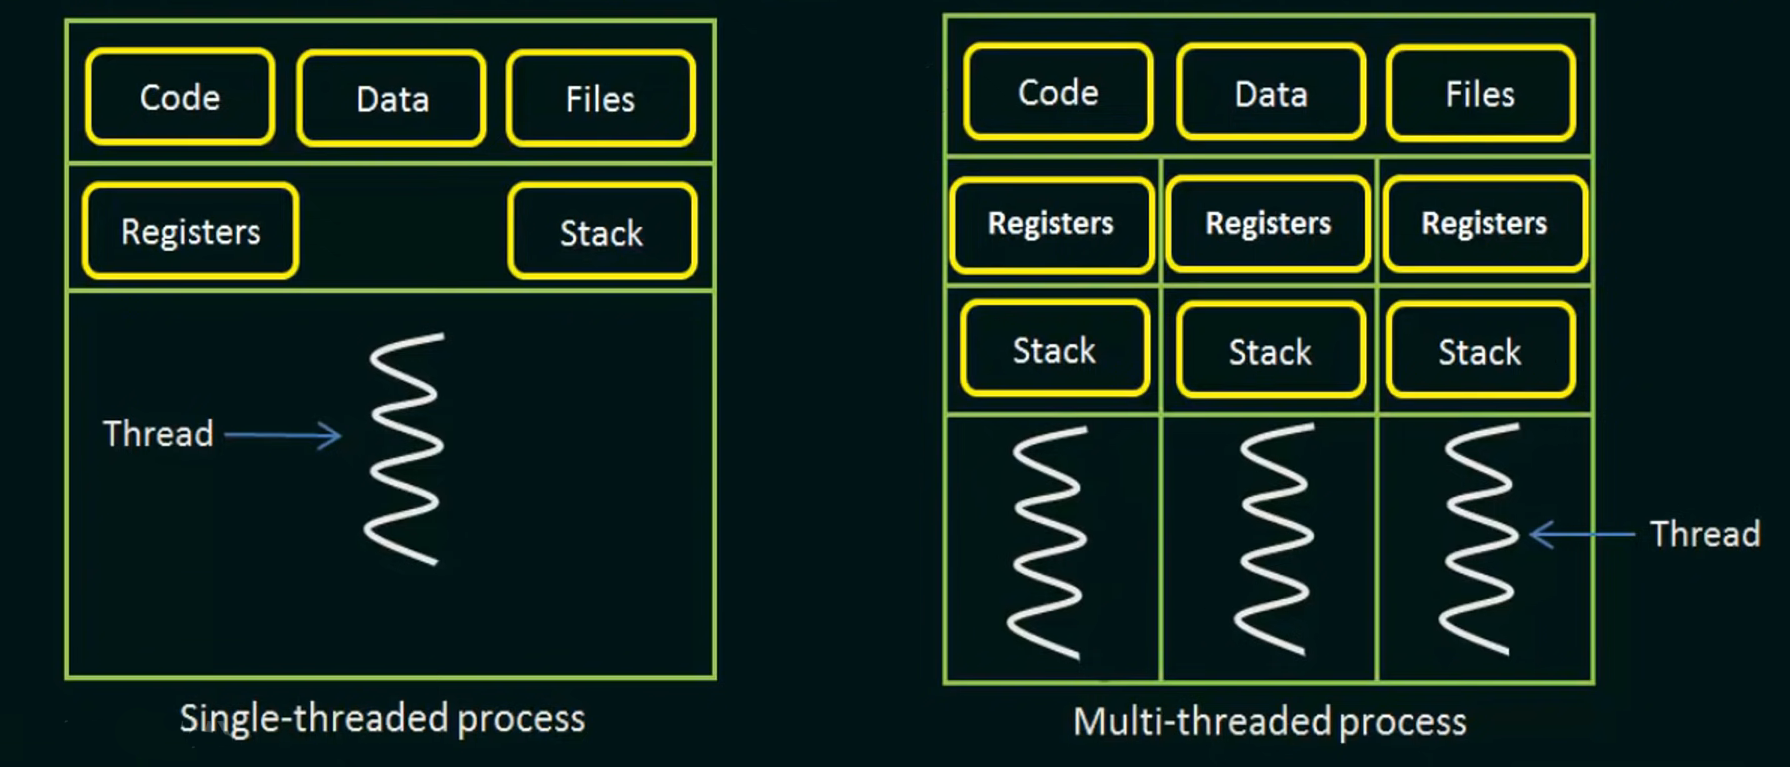 Code
Data
Files
Registers
Stack
Thread
Single-threaded process
Code
Data
Files
Registers
Registers
Registers
Stack
Stack
Stack
Thread
Multi-threaded process